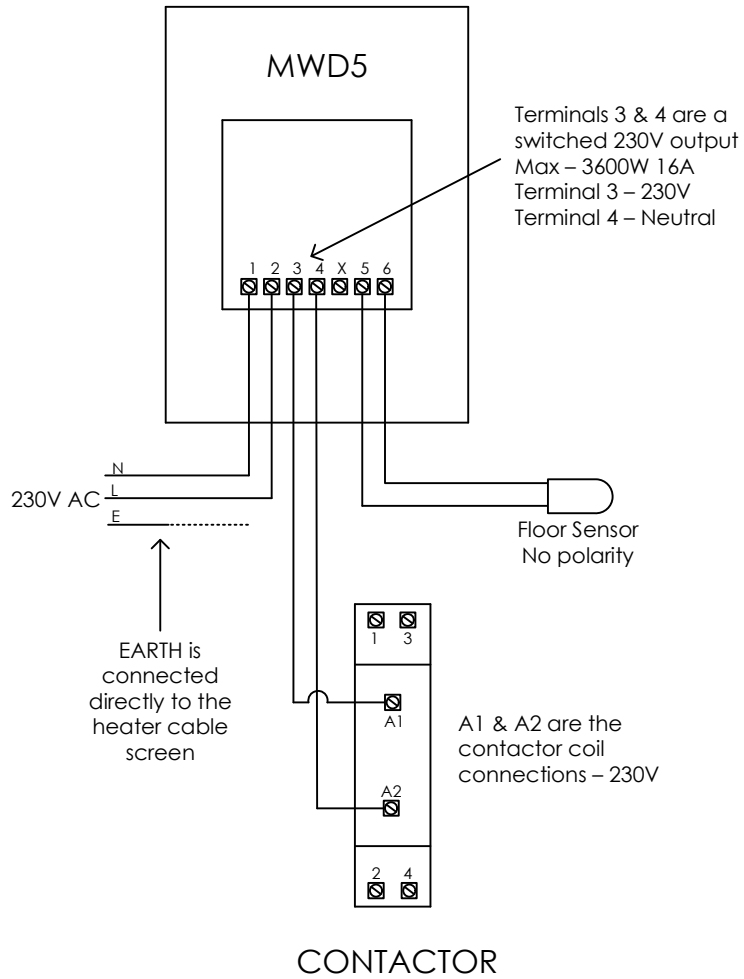 MWD5
Terminals 3 & 4 are a
switched 230V output
Max – 3600W 16A
Terminal 3 – 230V
Terminal 4 – Neutral
1 2 3 4 X 5 6
N
230V AC
L
E
Floor Sensor
No polarity
EARTH is
connected
directly to the
heater cable
screen
1 3
A1
A1 & A2 are the
contactor coil
connections – 230V
A2
2 4
CONTACTOR